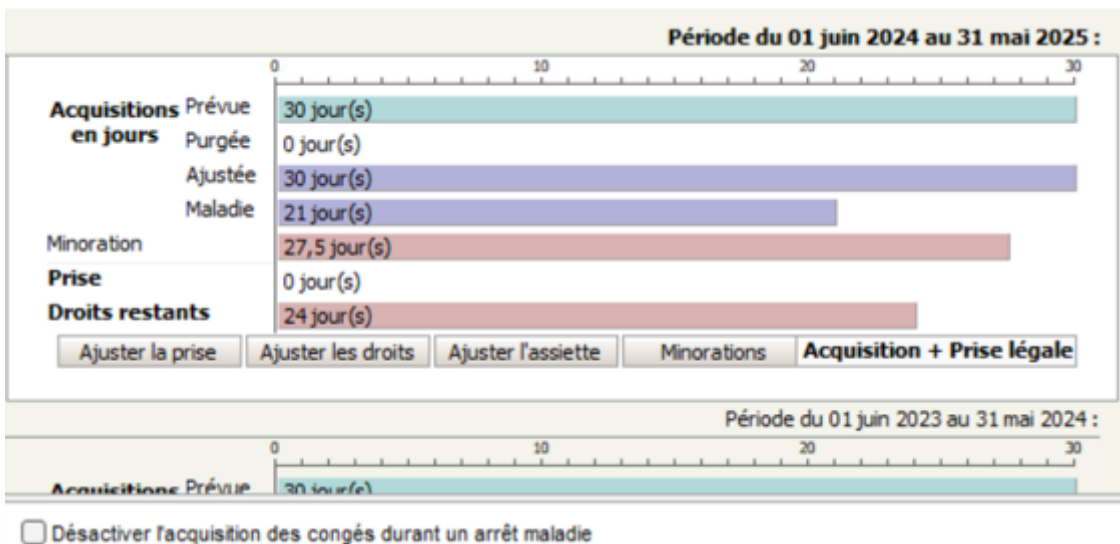 Période du 01 juin 2024 au 31 mai 2025 :
0 10 20 30
Acquisitions en jours
Prévue 30 jour(s)
Purgée 0 jour(s)
Ajustée 30 jour(s)
Maladie 21 jour(s)
Minoration 27,5 jour(s)
Prise 0 jour(s)
Droits restants 24 jour(s)
Ajuster la prise Ajuster les droits Ajuster l'assiette Minorations Acquisition + Prise légale
Période du 01 juin 2023 au 31 mai 2024 :
0 10 20 30
Acquisitions Prévue 30 jour(s)
Désactiver l'acquisition des congés durant un arrêt maladie